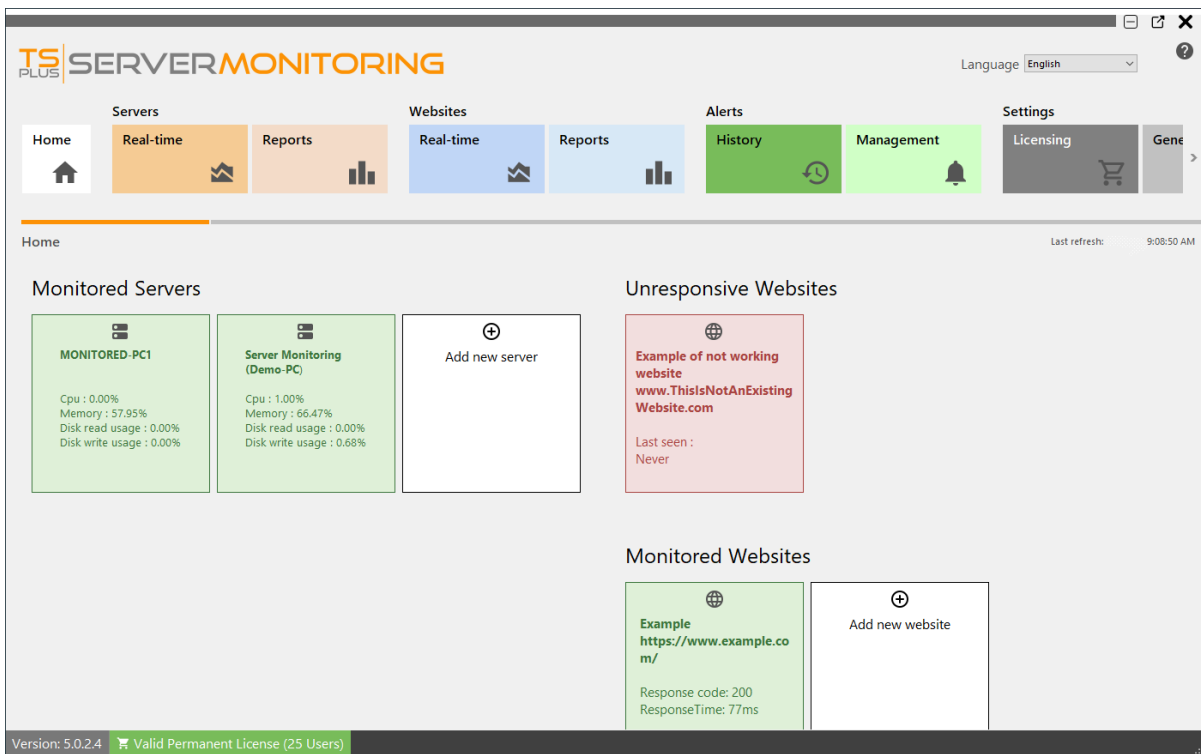 TS PLUS SERVERMONITORING
Language English
Servers
Websites
Alerts
Settings
Home
Real-time
Reports
Real-time
Reports
History
Management
Licensing
Gene
Home
Last refresh: 9:08:50 AM
Monitored Servers
MONITORED-PC1
Cpu : 0.00%
Memory : 57.95%
Disk read usage : 0.00%
Disk write usage : 0.00%
Server Monitoring
(Demo-PC)
Cpu : 1.00%
Memory : 66.47%
Disk read usage : 0.00%
Disk write usage : 0.68%
Add new server
Unresponsive Websites
Example of not working
website
www.ThisIsNotAnExisting
Website.com
Last seen :
Never
Monitored Websites
Example
https://www.example.co
m/
Response code: 200
ResponseTime: 77ms
Add new website
Version: 5.0.2.4
Valid Permanent License (25 Users)